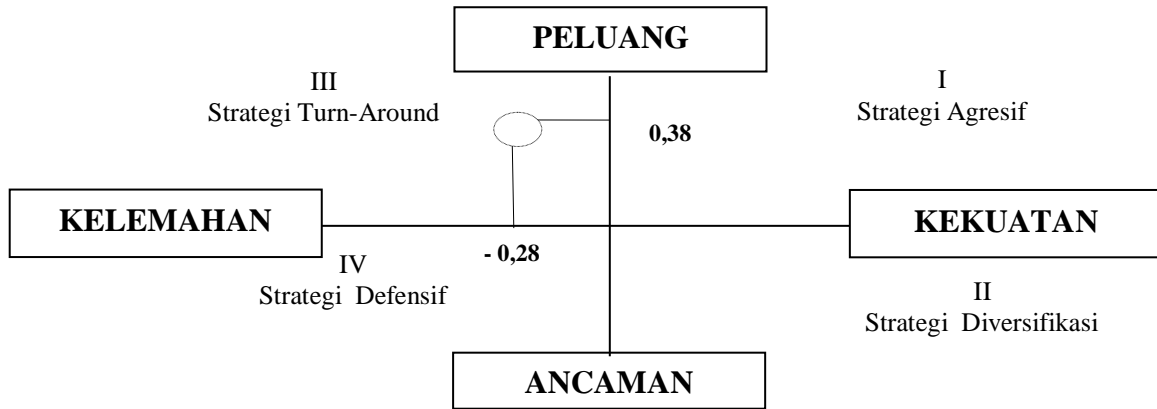 PELUANG
III
Strategi Turn-Around
I
Strategi Agresif
0,38
KELEMAHAN
KEKUATAN
- 0,28
IV
Strategi Defensif
II
Strategi Diversifikasi
ANCAMAN